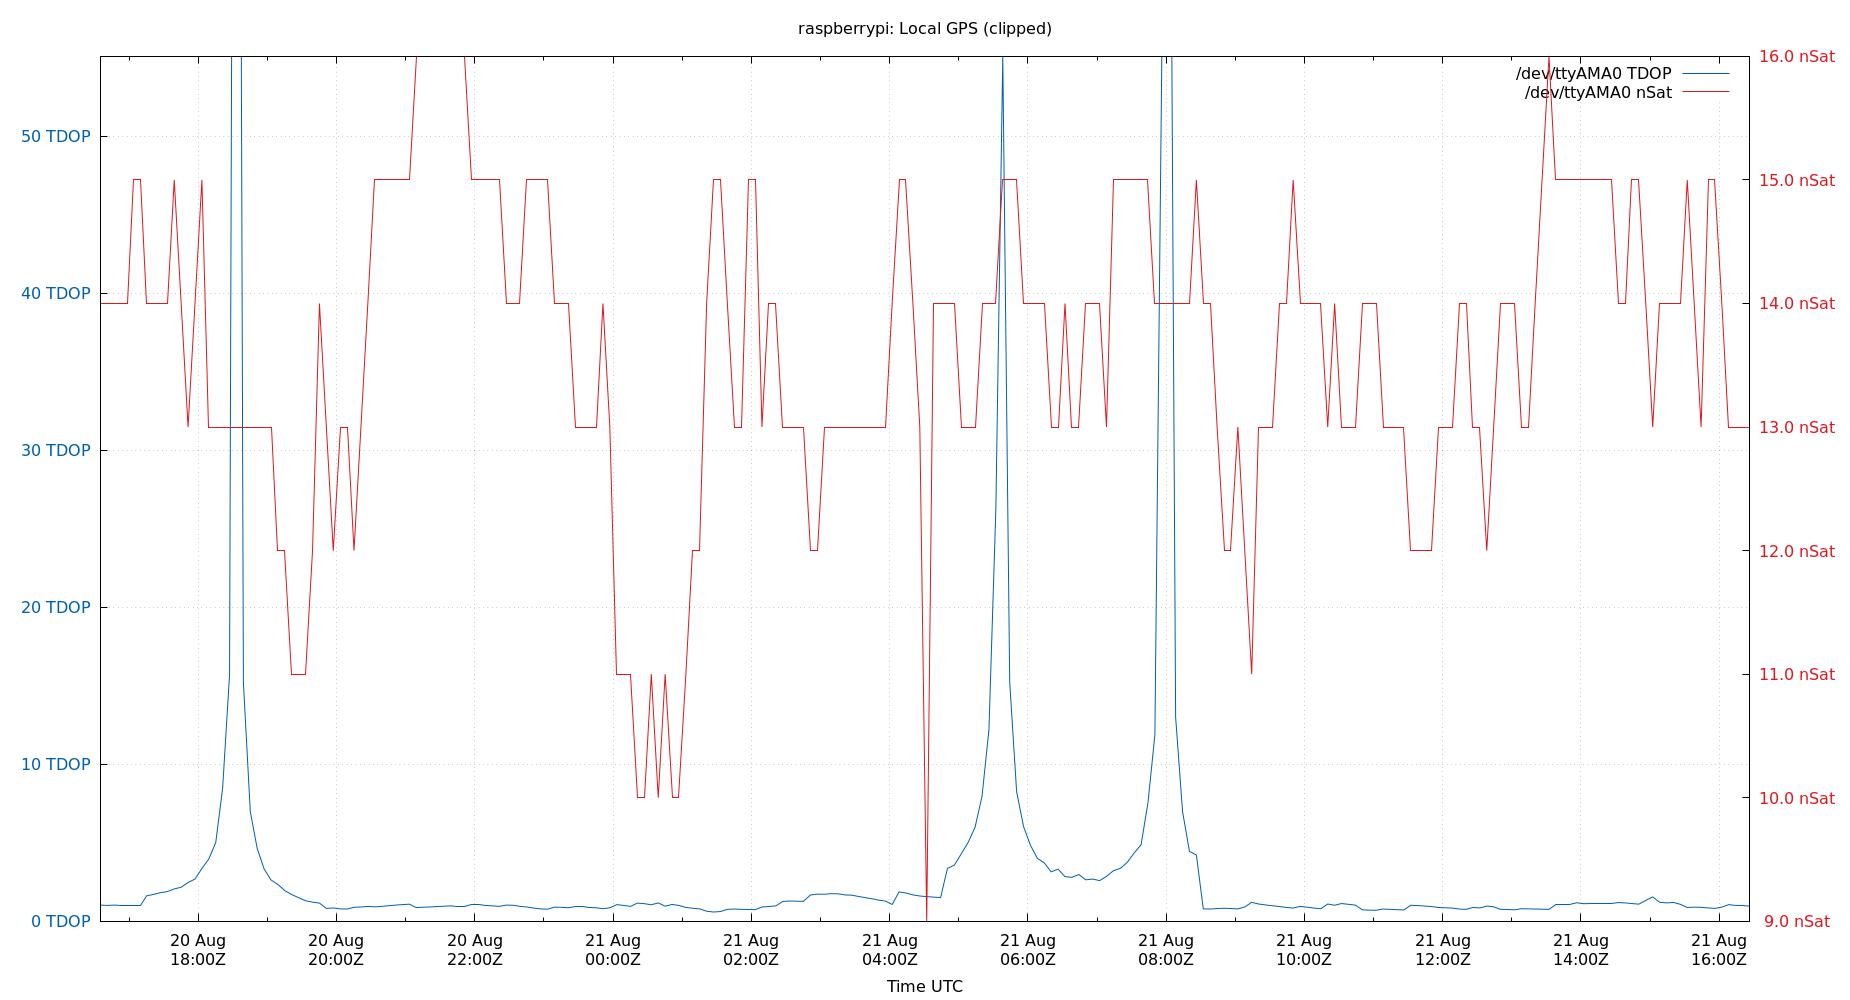 raspberrypi: Local GPS (clipped)
/dev/ttyAMA0 TDOP
/dev/ttyAMA0 nSat
50 TDOP
40 TDOP
30 TDOP
20 TDOP
10 TDOP
0 TDOP
16.0 nSat
15.0 nSat
14.0 nSat
13.0 nSat
12.0 nSat
11.0 nSat
10.0 nSat
9.0 nSat
20 Aug
18:00Z
20 Aug
20:00Z
20 Aug
22:00Z
21 Aug
00:00Z
21 Aug
02:00Z
21 Aug
04:00Z
21 Aug
06:00Z
21 Aug
08:00Z
21 Aug
10:00Z
21 Aug
12:00Z
21 Aug
14:00Z
21 Aug
16:00Z
Time UTC